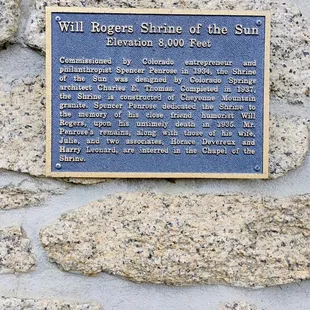 Will Rogers Shrine of the Sun
Elevation 8,000 Feet
Commissioned by Colorado entrepreneur and
philanthropist Spencer Penrose in 1934, the Shrine
of the Sun was designed by Colorado Springs
architect Charles E. Thomas. Completed in 1937,
the Shrine is constructed of Cheyenne Mountain
granite. Spencer Penrose dedicated the Shrine to
the memory of his close friend, humorist Will
Rogers, upon his untimely death in 1935. Mr.
Penrose's remains, along with those of his wife,
Julie, and two associates, Horace Devereux and
Harry Leonard, are interred in the Chapel of the
Shrine.